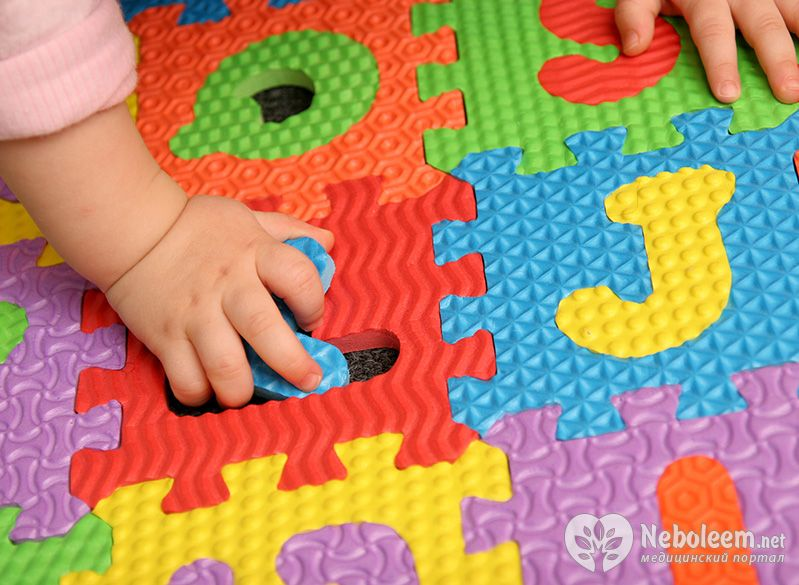 J
Neboleem.net
медицинский портал